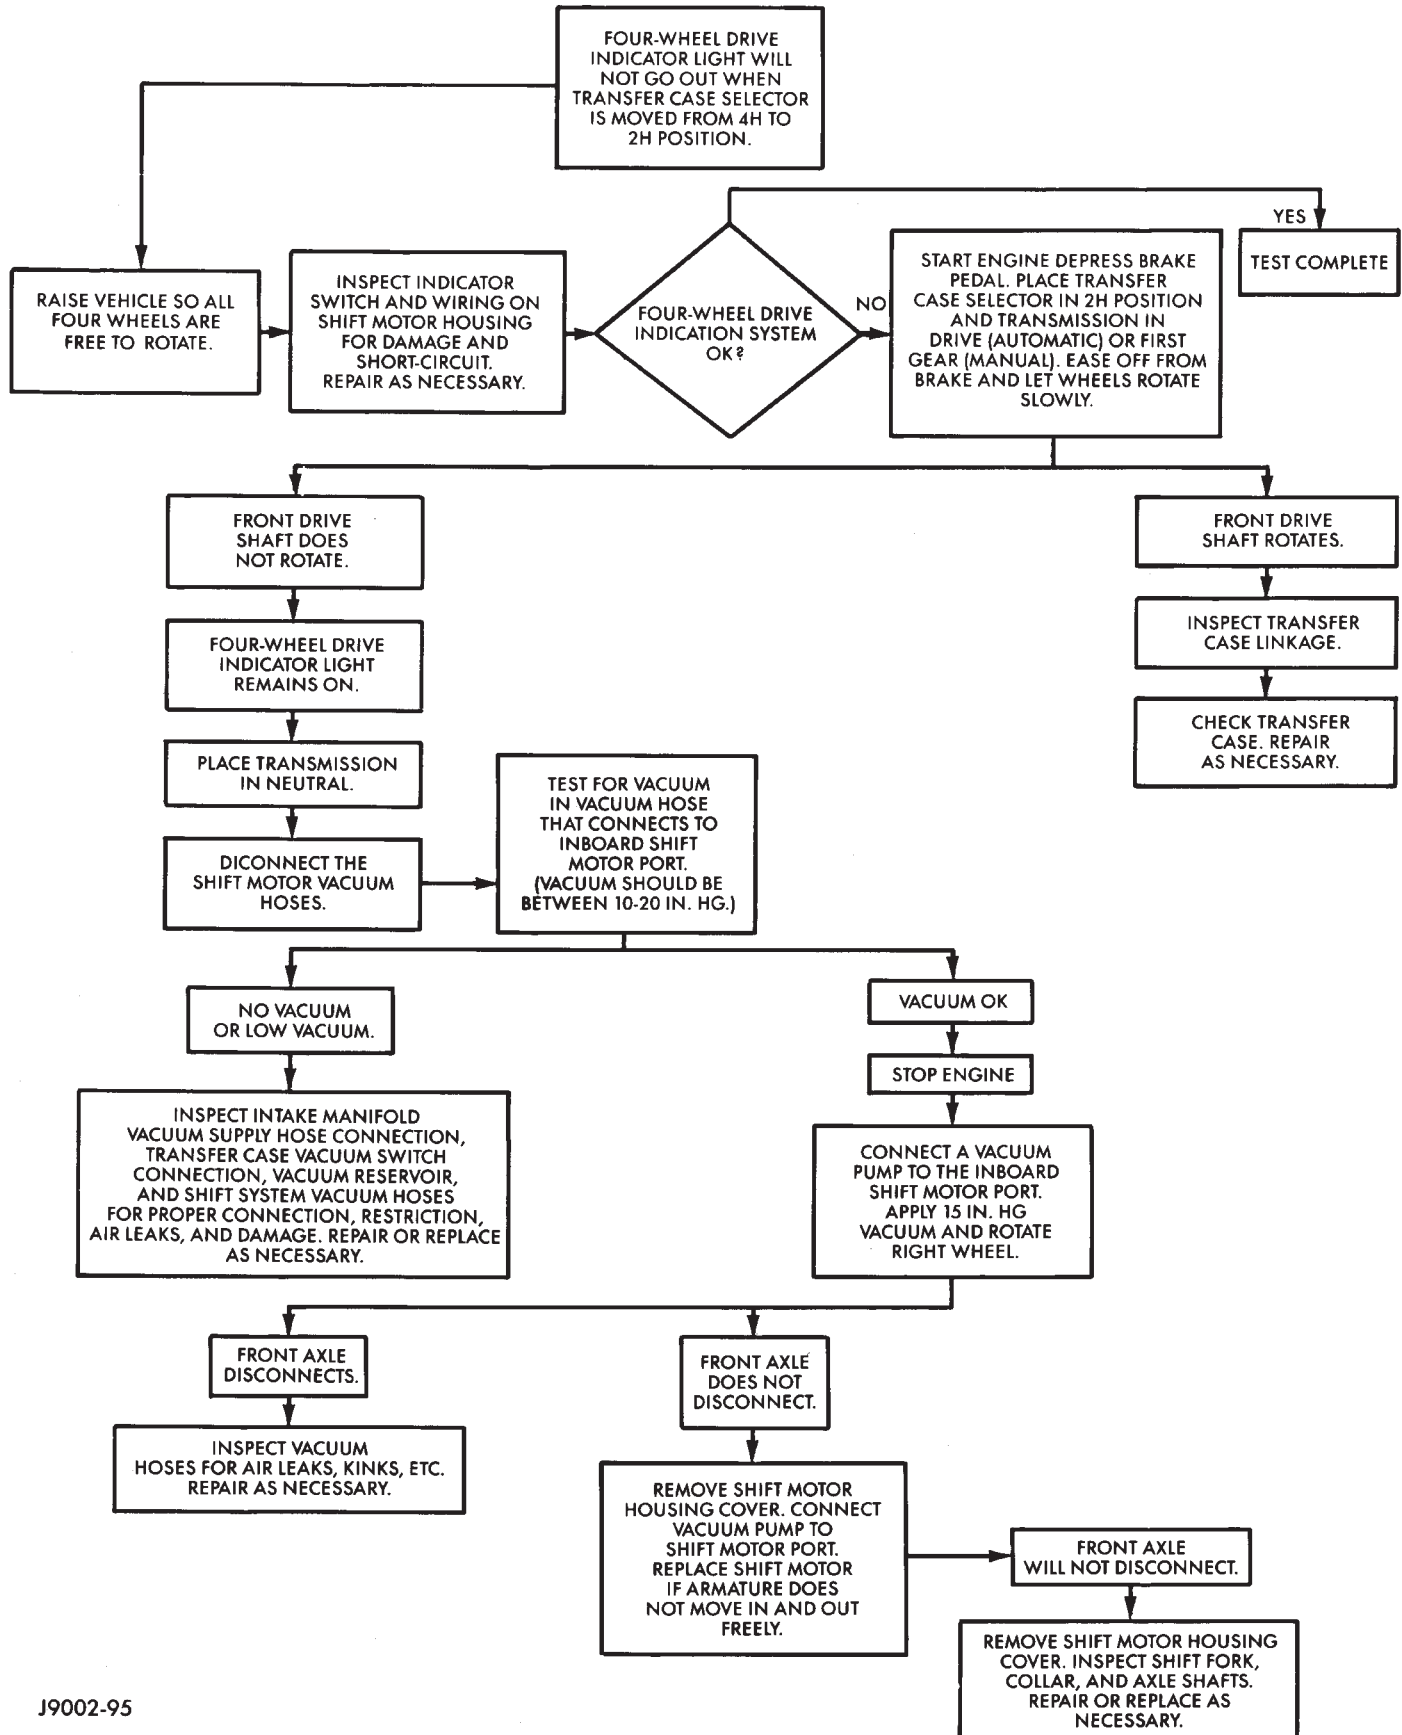 FOUR-WHEEL DRIVE
INDICATOR LIGHT WILL
NOT GO OUT WHEN
TRANSFER CASE SELECTOR
IS MOVED FROM 4H TO
2H POSITION.
RAISE VEHICLE SO ALL
FOUR WHEELS ARE
FREE TO ROTATE.
INSPECT INDICATOR
SWITCH AND WIRING ON
SHIFT MOTOR HOUSING
FOR DAMAGE AND
SHORT-CIRCUIT.
REPAIR AS NECESSARY.
FOUR-WHEEL DRIVE
INDICATION SYSTEM
OK?
YES
TEST COMPLETE
NO
START ENGINE DEPRESS BRAKE
PEDAL. PLACE TRANSFER
CASE SELECTOR IN 2H POSITION
AND TRANSMISSION IN
DRIVE (AUTOMATIC) OR FIRST
GEAR (MANUAL). EASE OFF FROM
BRAKE AND LET WHEELS ROTATE
SLOWLY.
FRONT DRIVE
SHAFT DOES
NOT ROTATE.
FRONT DRIVE
SHAFT ROTATES.
FOUR-WHEEL DRIVE
INDICATOR LIGHT
REMAINS ON.
INSPECT TRANSFER
CASE LINKAGE.
PLACE TRANSMISSION
IN NEUTRAL.
CHECK TRANSFER
CASE. REPAIR
AS NECESSARY.
DICONNECT THE
SHIFT MOTOR VACUUM
HOSES.
TEST FOR VACUUM
IN VACUUM HOSE
THAT CONNECTS TO
INBOARD SHIFT
MOTOR PORT.
(VACUUM SHOULD BE
BETWEEN 10-20 IN. HG.)
NO VACUUM
OR LOW VACUUM.
VACUUM OK
STOP ENGINE
INSPECT INTAKE MANIFOLD
VACUUM SUPPLY HOSE CONNECTION,
TRANSFER CASE VACUUM SWITCH
CONNECTION, VACUUM RESERVOIR,
AND SHIFT SYSTEM VACUUM HOSES
FOR PROPER CONNECTION, RESTRICTION,
AIR LEAKS, AND DAMAGE. REPAIR OR REPLACE
AS NECESSARY.
CONNECT A VACUUM
PUMP TO THE INBOARD
SHIFT MOTOR PORT.
APPLY 15 IN. HG
VACUUM AND ROTATE
RIGHT WHEEL.
FRONT AXLE
DISCONNECTS.
FRONT AXLE
DOES NOT
DISCONNECT.
INSPECT VACUUM
HOSES FOR AIR LEAKS, KINKS, ETC.
REPAIR AS NECESSARY.
REMOVE SHIFT MOTOR
HOUSING COVER. CONNECT
VACUUM PUMP TO
SHIFT MOTOR PORT.
REPLACE SHIFT MOTOR
IF ARMATURE DOES
NOT MOVE IN AND OUT
FREELY.
FRONT AXLE
WILL NOT DISCONNECT.
REMOVE SHIFT MOTOR HOUSING
COVER. INSPECT SHIFT FORK,
COLLAR, AND AXLE SHAFTS.
REPAIR OR REPLACE AS
NECESSARY.
J9002-95